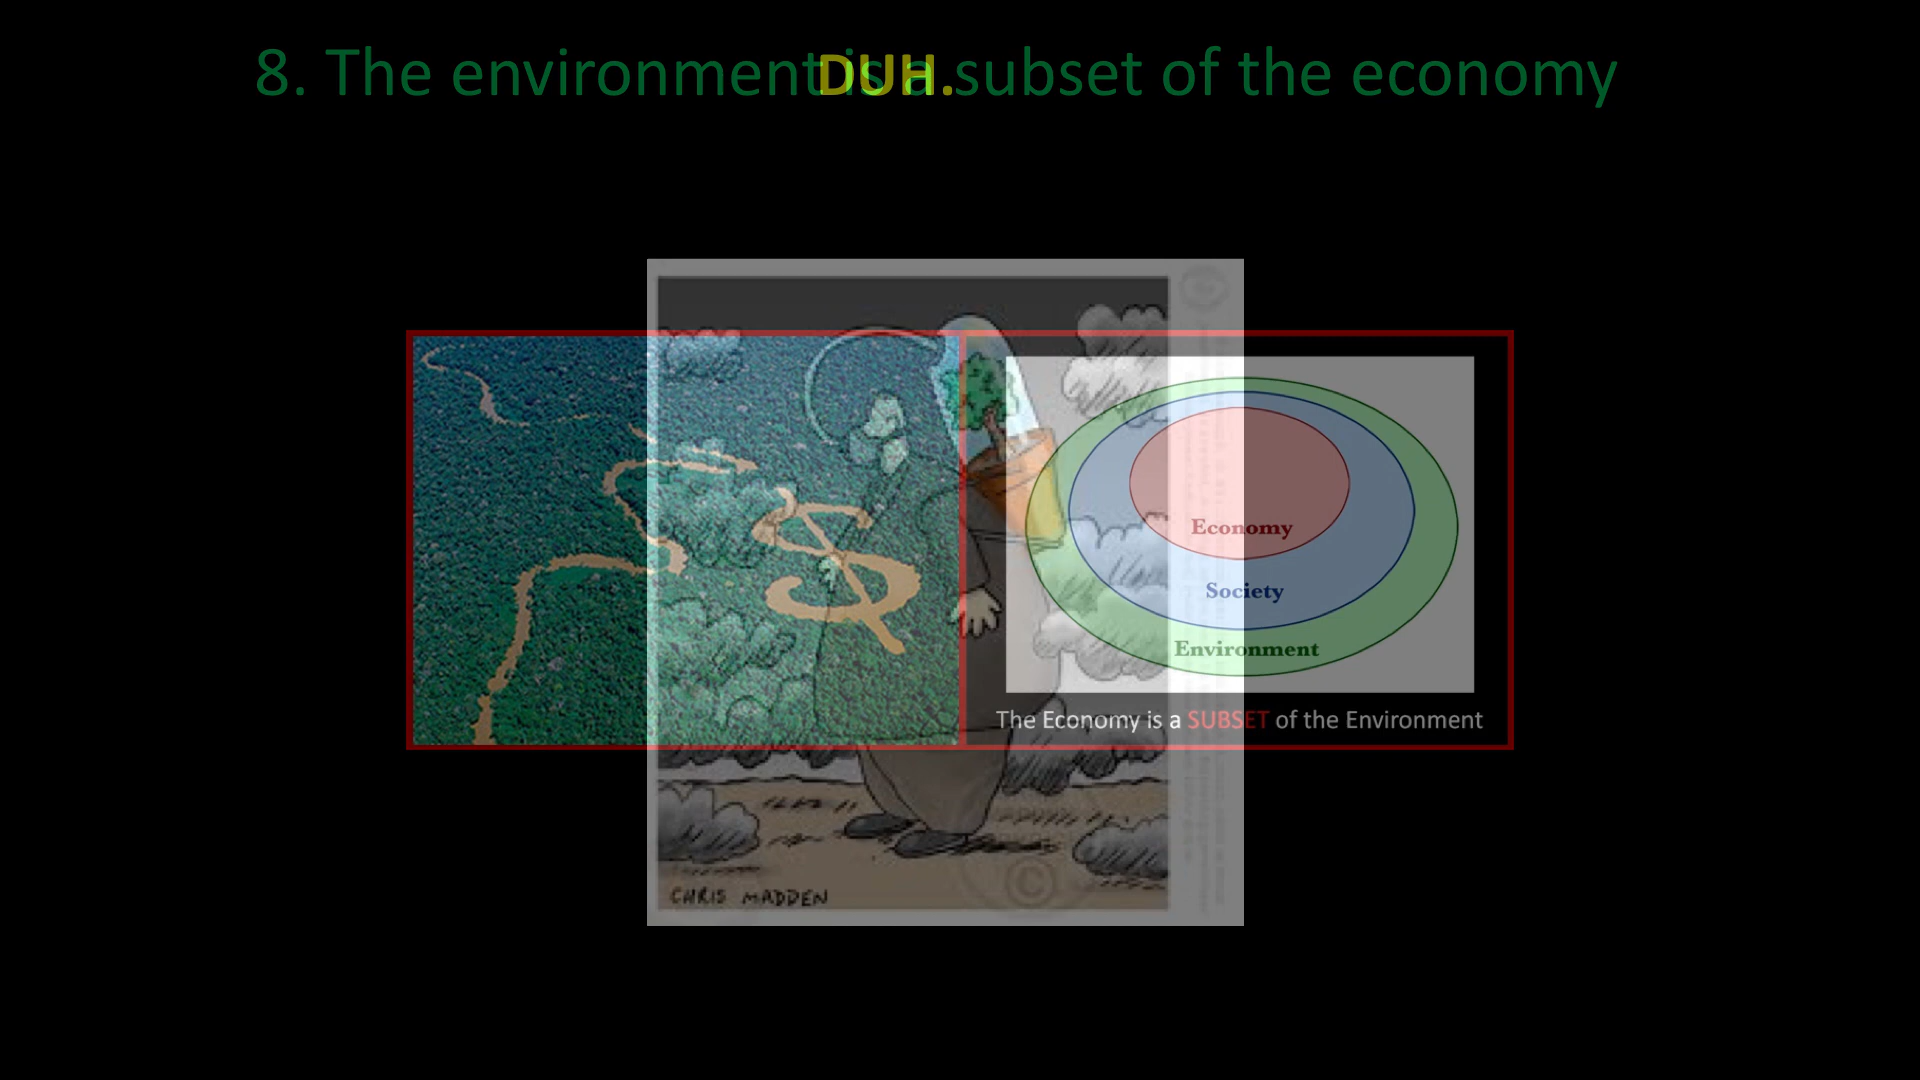 8. The environment is a subset of the economy
DUH.
Economy
Society
Environment
The Economy is a SUBSET of the Environment
CHRIS MADDEN
©